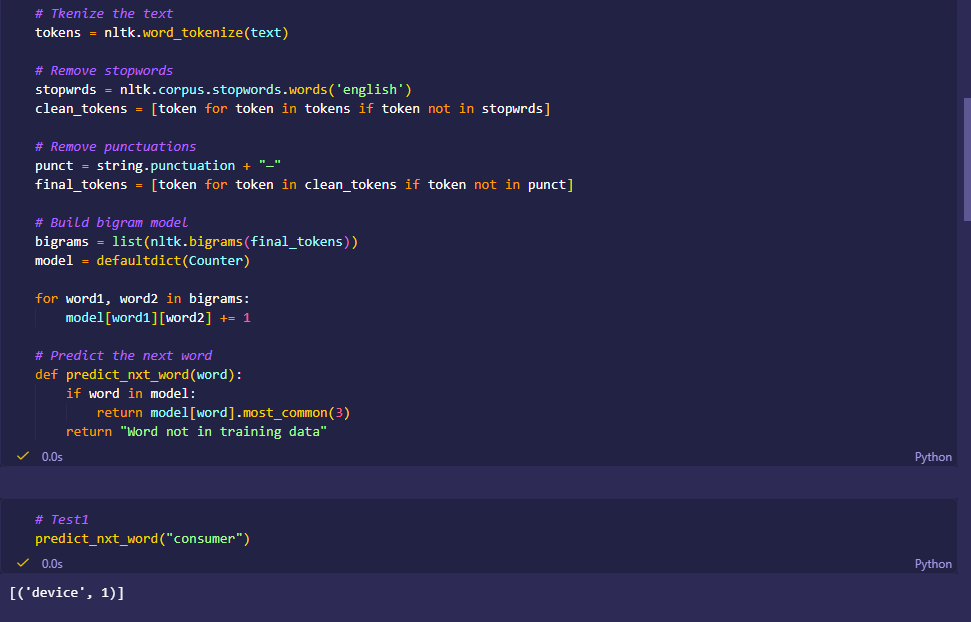 # Tkenize the text
tokens = nltk.word_tokenize(text)
# Remove stopwords
stopwrds = nltk.corpus.stopwords.words('english')
clean_tokens = [token for token in tokens if token not in stopwrds]
# Remove punctuations
punct = string.punctuation + "—"
final_tokens = [token for token in clean_tokens if token not in punct]
# Build bigram model
bigrams = list(nltk.bigrams(final_tokens))
model = defaultdict(Counter)
for word1, word2 in bigrams:
    model[word1][word2] += 1
# Predict the next word
def predict_nxt_word(word):
    if word in model:
        return model[word].most_common(3)
    return "Word not in training data"
0.0s Python
# Test1
predict_nxt_word("consumer")
0.0s Python
[('device', 1)]